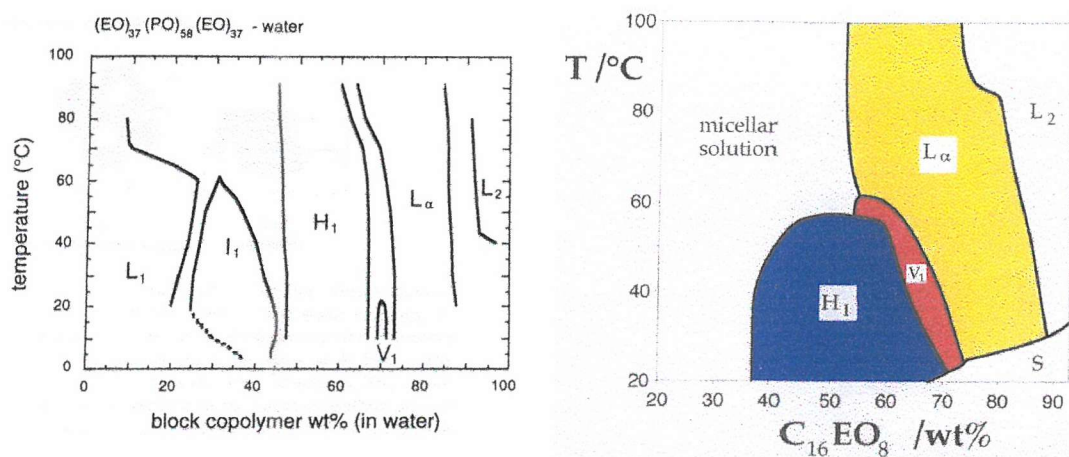 (EO)₃₇(PO)₅₈(EO)₃₇ - water
100
80
60
40
20
0
temperature (°C)
L₁
I₁
H₁
Lα
L₂
V₁
0 20 40 60 80 100
block copolymer wt% (in water)
T /°C
100
80
60
40
20
micellar
solution
Lα
L₂
V₁
H₁
S
20 30 40 50 60 70 80 90
C₁₆EO₈ /wt%